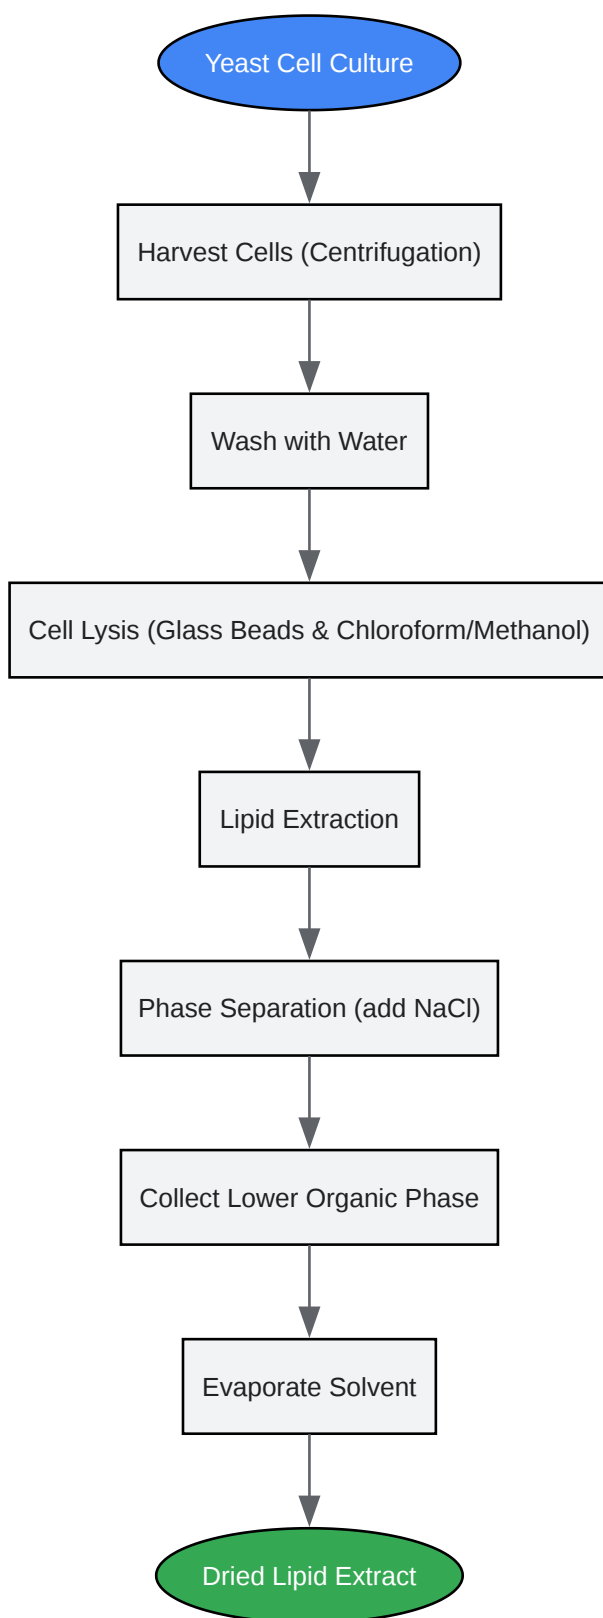 Yeast Cell Culture
Harvest Cells (Centrifugation)
Wash with Water
Cell Lysis (Glass Beads & Chloroform/Methanol)
Lipid Extraction
Phase Separation (add NaCl)
Collect Lower Organic Phase
Evaporate Solvent
Dried Lipid Extract